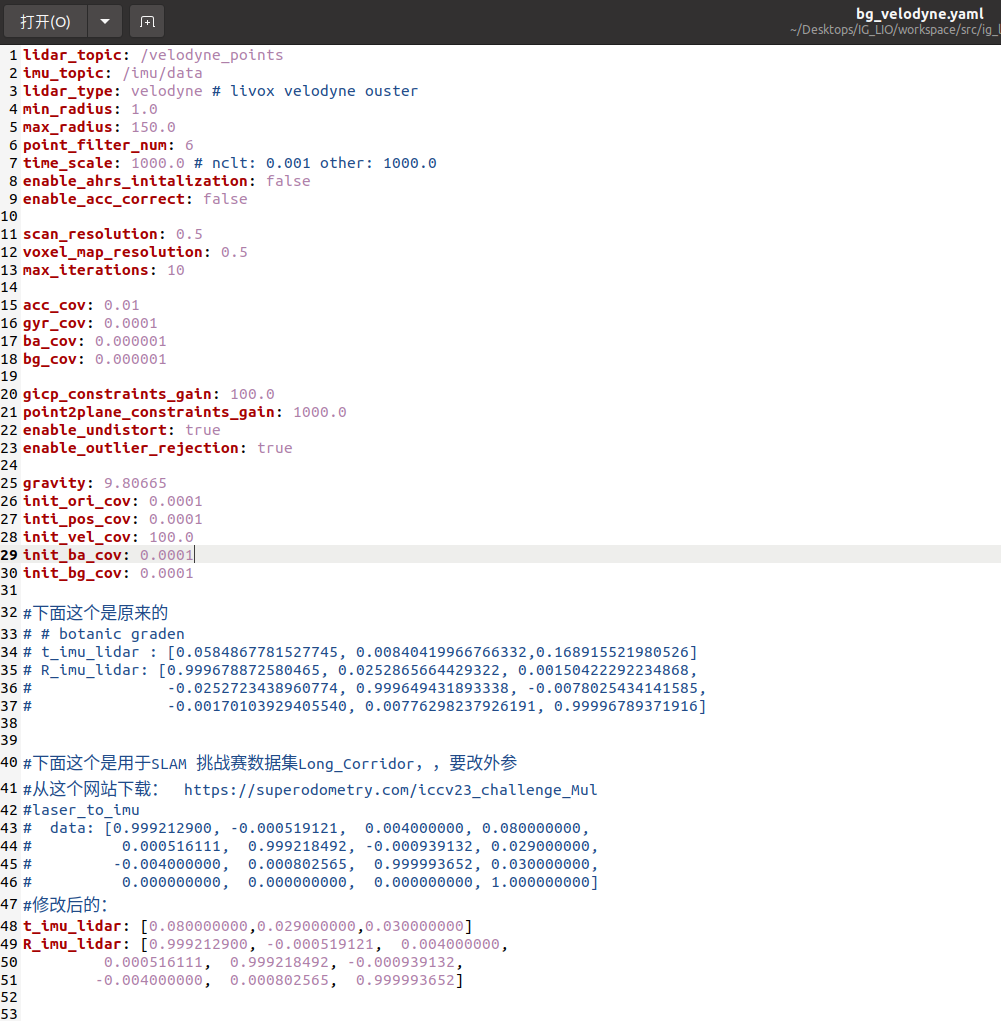 打开(O)
bg_velodyne.yaml
~/Desktops/IG_LIO/workspace/src/ig_l
1 lidar_topic: /velodyne_points
2 imu_topic: /imu/data
3 lidar_type: velodyne # livox velodyne ouster
4 min_radius: 1.0
5 max_radius: 150.0
6 point_filter_num: 6
7 time_scale: 1000.0 # nclt: 0.001 other: 1000.0
8 enable_ahrs_initalization: false
9 enable_acc_correct: false
10
11 scan_resolution: 0.5
12 voxel_map_resolution: 0.5
13 max_iterations: 10
14
15 acc_cov: 0.01
16 gyr_cov: 0.0001
17 ba_cov: 0.000001
18 bg_cov: 0.000001
19
20 gicp_constraints_gain: 100.0
21 point2plane_constraints_gain: 1000.0
22 enable_undistort: true
23 enable_outlier_rejection: true
24
25 gravity: 9.80665
26 init_ori_cov: 0.0001
27 inti_pos_cov: 0.0001
28 init_vel_cov: 100.0
29 init_ba_cov: 0.0001
30 init_bg_cov: 0.0001
31
32 #下面这个是原来的
33 # # botanic graden
34 # t_imu_lidar : [0.0584867781527745, 0.00840419966766332,0.168915521980526]
35 # R_imu_lidar: [0.999678872580465, 0.0252865664429322, 0.00150422292234868,
36 # -0.0252723438960774, 0.999649431893338, -0.0078025434141585,
37 # -0.00170103929405540, 0.00776298237926191, 0.99996789371916]
38
39
40 #下面这个是用于SLAM 挑战赛数据集Long_Corridor，，要改外参
41 #从这个网站下载： https://superodometry.com/iccv23_challenge_Mul
42 #laser_to_imu
43 # data: [0.999212900, -0.000519121, 0.004000000, 0.080000000,
44 # 0.000516111, 0.999218492, -0.000939132, 0.029000000,
45 # -0.004000000, 0.000802565, 0.999993652, 0.030000000,
46 # 0.000000000, 0.000000000, 0.000000000, 1.000000000]
47 #修改后的：
48 t_imu_lidar: [0.080000000,0.029000000,0.030000000]
49 R_imu_lidar: [0.999212900, -0.000519121, 0.004000000,
50 0.000516111, 0.999218492, -0.000939132,
51 -0.004000000, 0.000802565, 0.999993652]
52
53